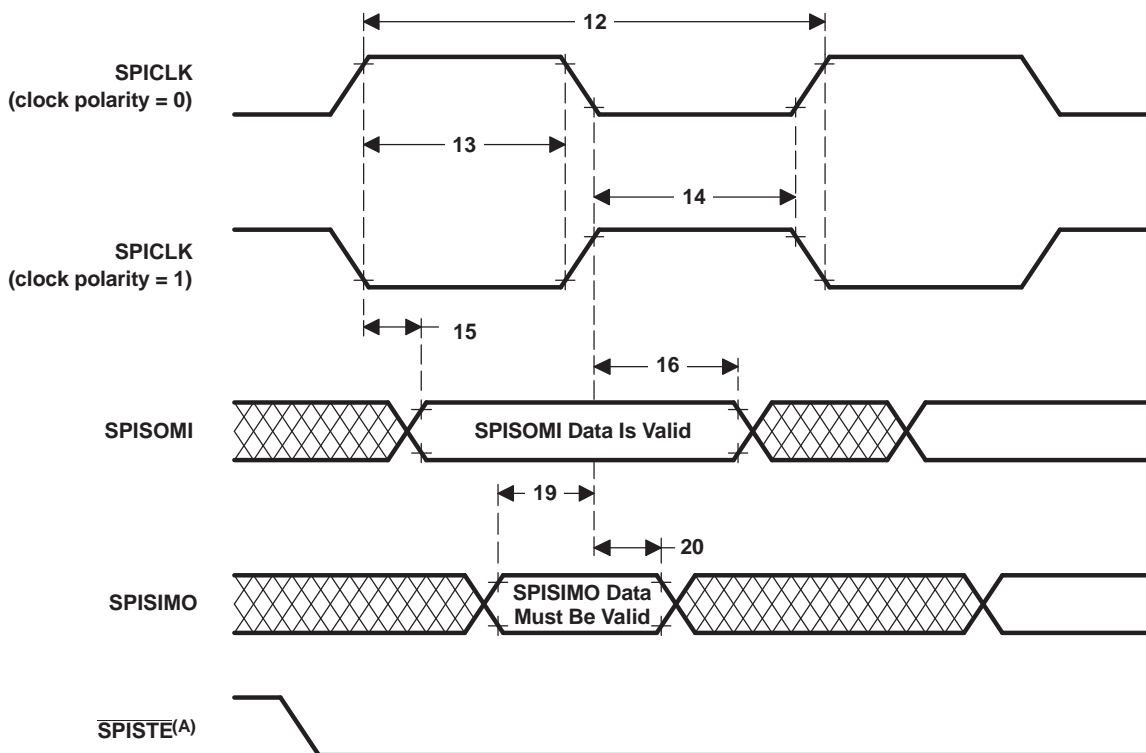 12
SPICLK
(clock polarity = 0)
13
14
SPICLK
(clock polarity = 1)
15
16
SPISOMI
SPISOMI Data Is Valid
19
20
SPISIMO
SPISIMO Data
Must Be Valid
SPISTE(A)